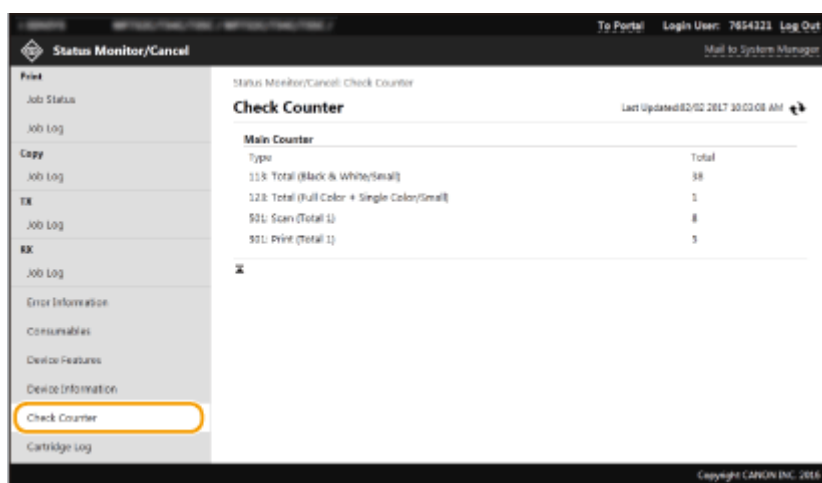 To Portal Login User: 7654321 Log Out
Status Monitor/Cancel
Mail to System Manager
Print
Job Status
Job Log
Copy
Job Log
TX
Job Log
RX
Job Log
Error Information
Consumables
Device Features
Device Information
Check Counter
Cartridge Log
Status Monitor/Cancel: Check Counter
Check Counter
Last Updated:02/02 2017 10:03:08 AM
Main Counter
Type Total
113: Total (Black & White/Small) 38
123: Total (Full Color + Single Color/Small) 1
501: Scan (Total 1) 8
301: Print (Total 1)
Copyright CANON INC. 2016